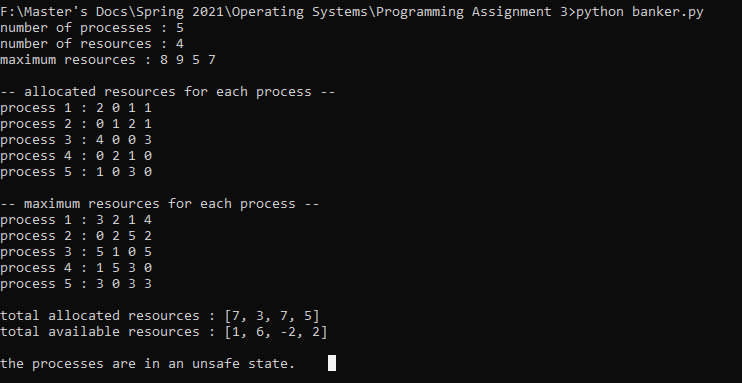 F:\Master's Docs\Spring 2021\Operating Systems\Programming Assignment 3>python banker.py
number of processes : 5
number of resources : 4
maximum resources : 8 9 5 7
-- allocated resources for each process --
process 1 : 2 0 1 1
process 2 : 0 1 2 1
process 3 : 4 0 0 3
process 4 : 0 2 1 0
process 5 : 1 0 3 0
-- maximum resources for each process --
process 1 : 3 2 1 4
process 2 : 0 2 5 2
process 3 : 5 1 0 5
process 4 : 1 5 3 0
process 5 : 3 0 3 3
total allocated resources : [7, 3, 7, 5]
total available resources : [1, 6, -2, 2]
the processes are in an unsafe state.